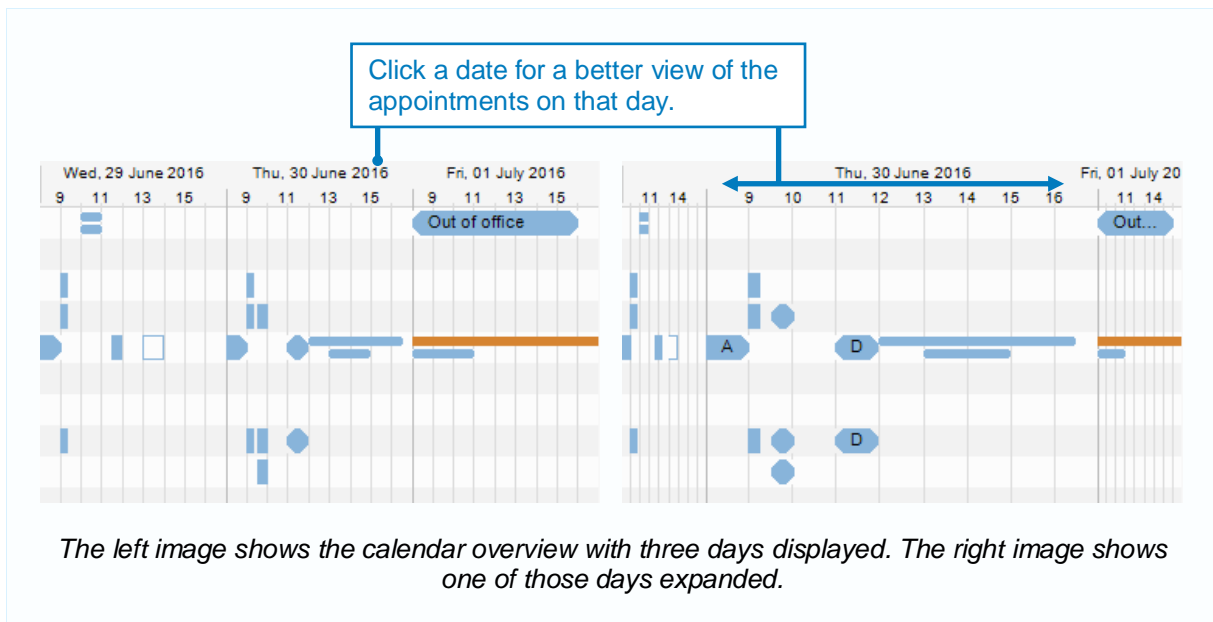 Click a date for a better view of the
appointments on that day.
Wed, 29 June 2016 Thu, 30 June 2016 Fri, 01 July 2016
9 11 13 15 9 11 13 15 9 11 13 15
Out of office
Thu, 30 June 2016 Fri, 01 July 20
11 14 9 10 11 12 13 14 15 16 11 14
Out...
A D
D
The left image shows the calendar overview with three days displayed. The right image shows
one of those days expanded.